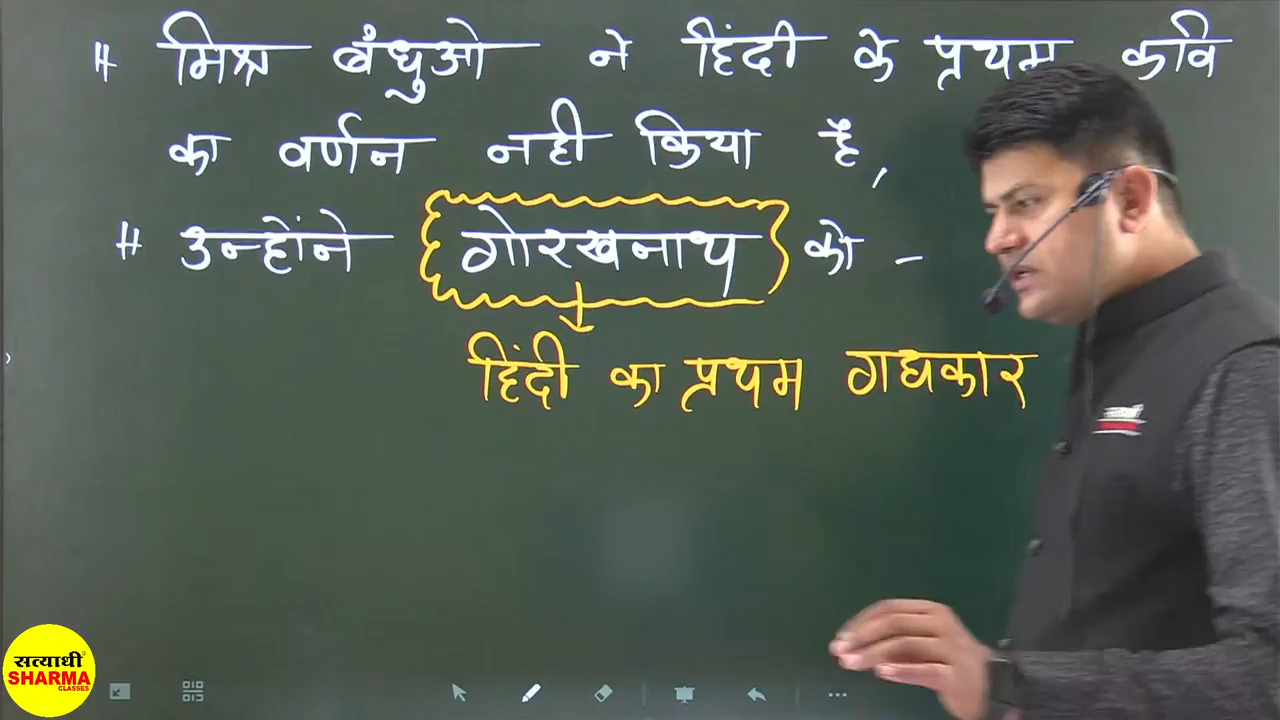 # मिश्र बंधुओ ने हिंदी के प्रथम कवि
का वर्णन नही किया है,
# उन्होंने गोरखनाथ को -
हिंदी का प्रथम गद्यकार
सत्याथी
SHARMA
CLASSES